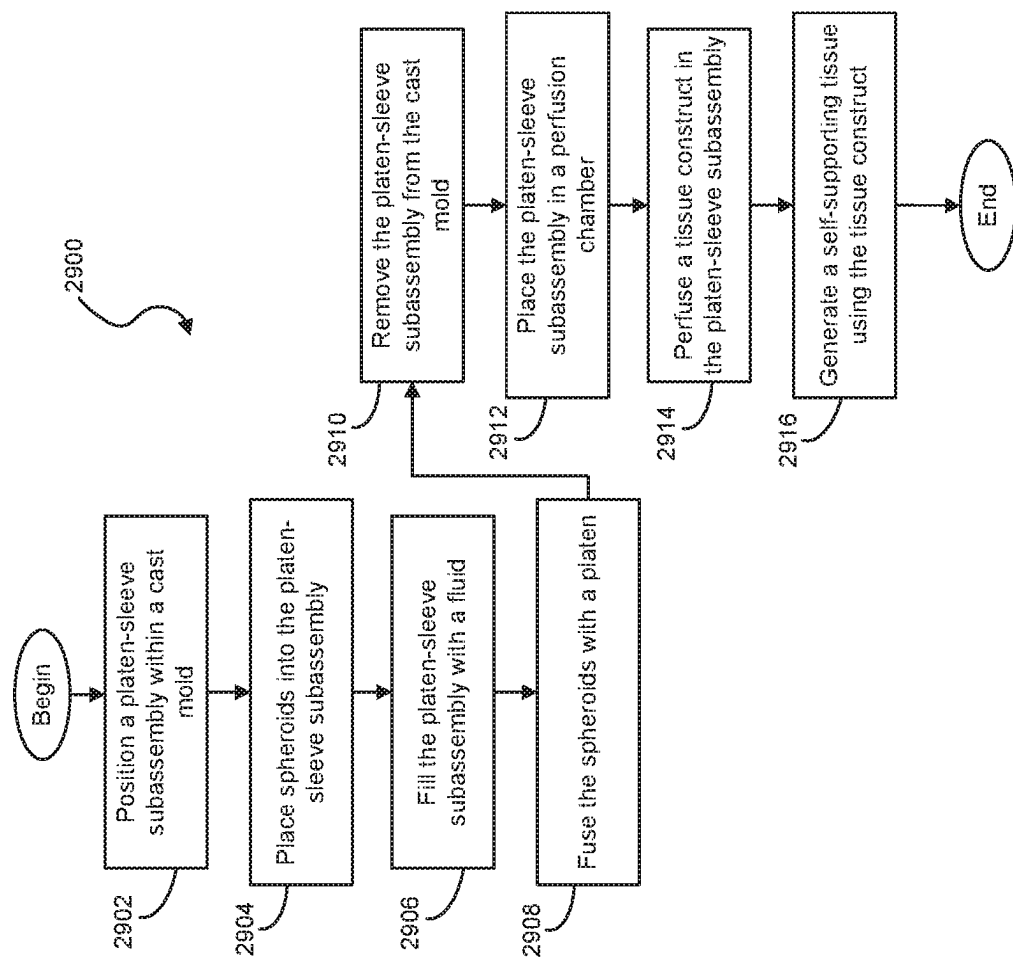 2900
Begin
Position a platen-sleeve
subassembly within a cast
mold
2902
Place spheroids into the platen-
sleeve subassembly
2904
Fill the platen-sleeve
subassembly with a fluid
2906
Fuse the spheroids with a platen
2908
Remove the platen-sleeve
subassembly from the cast
mold
2910
Place the platen-sleeve
subassembly in a perfusion
chamber
2912
Perfuse a tissue construct in
the platen-sleeve subassembly
2914
Generate a self-supporting tissue
using the tissue construct
2916
End